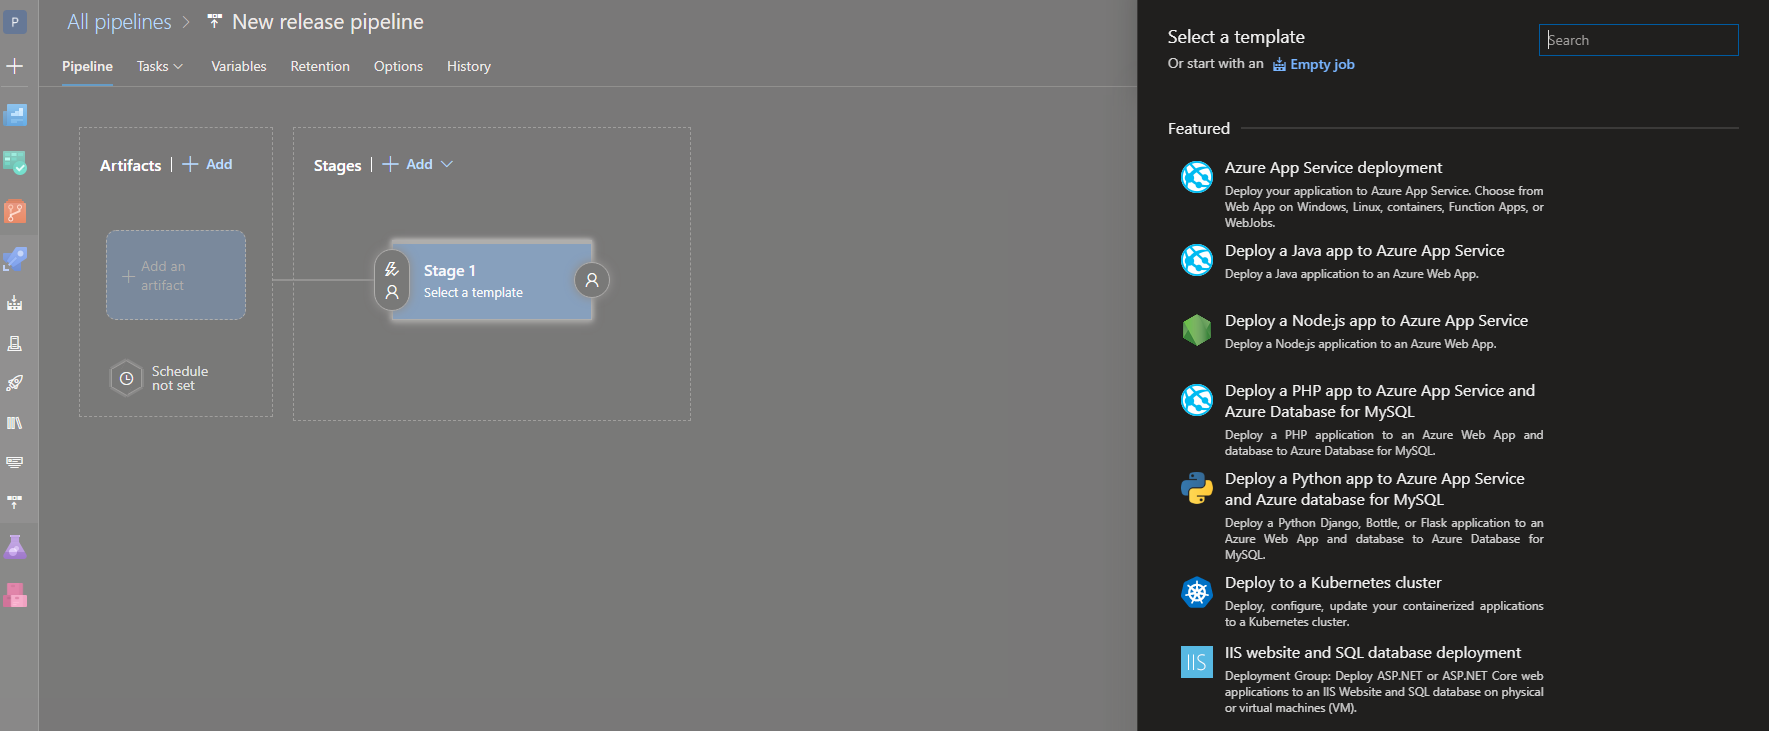 P
All pipelines > New release pipeline
Pipeline Tasks Variables Retention Options History
Artifacts | + Add
Stages | + Add
Add an
artifact
Stage 1
Select a template
Schedule
not set
Select a template
Search
Or start with an Empty job
Featured
Azure App Service deployment
Deploy your application to Azure App Service. Choose from
Web App on Windows, Linux, containers, Function Apps, or
WebJobs.
Deploy a Java app to Azure App Service
Deploy a Java application to an Azure Web App.
Deploy a Node.js app to Azure App Service
Deploy a Node.js application to an Azure Web App.
Deploy a PHP app to Azure App Service and
Azure Database for MySQL
Deploy a PHP application to an Azure Web App and
database to Azure Database for MySQL.
Deploy a Python app to Azure App Service
and Azure database for MySQL
Deploy a Python Django, Bottle, or Flask application to an
Azure Web App and database to Azure Database for
MySQL.
Deploy to a Kubernetes cluster
Deploy, configure, update your containerized applications
to a Kubernetes cluster.
IIS
IIS website and SQL database deployment
Deployment Group: Deploy ASP.NET or ASP.NET Core web
applications to an IIS Website and SQL database on physical
or virtual machines (VM).